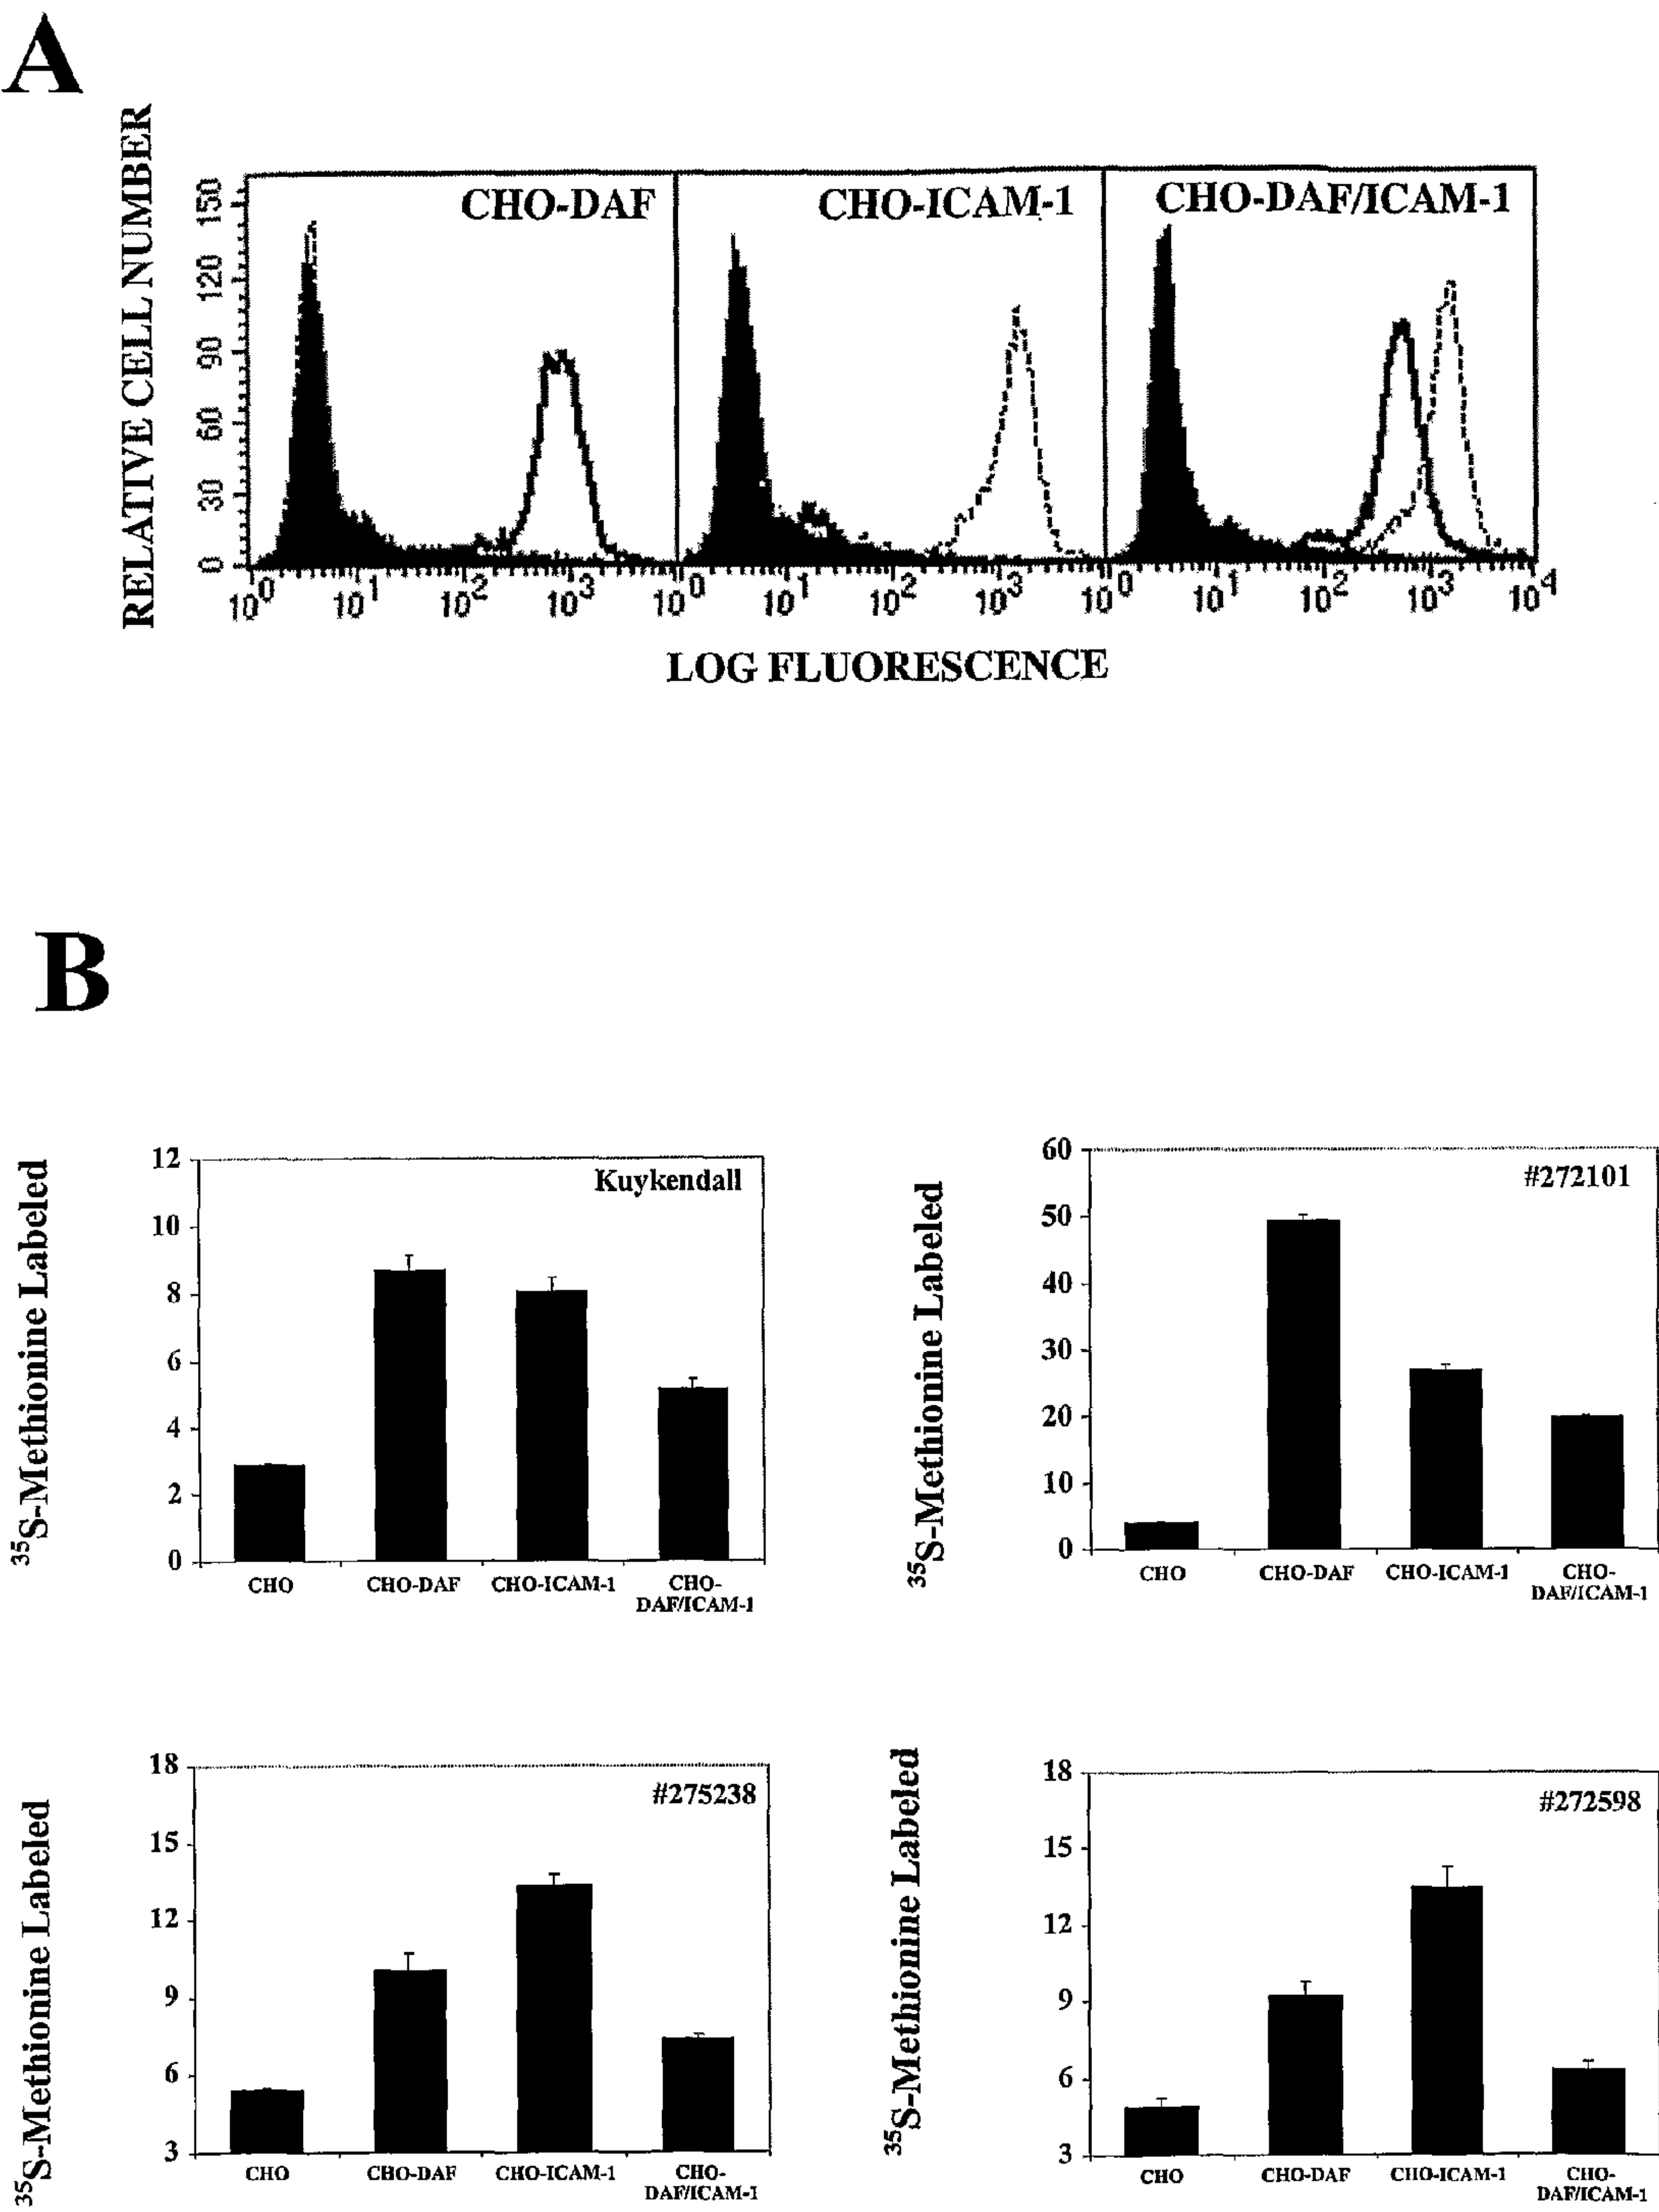 A
CHO-DAF
CHO-ICAM-1
CHO-DAF/ICAM-1
RELATIVE CELL NUMBER
150
120
90
60
30
0
10^0 10^1 10^2 10^3 10^0 10^1 10^2 10^3 10^0 10^1 10^2 10^3 10^4
LOG FLUORESCENCE
B
Kuykendall
35S-Methionine Labeled
12
10
8
6
4
2
0
CHO CHO-DAF CHO-ICAM-1 CHO-
DAF/ICAM-1
#272101
35S-Methionine Labeled
60
50
40
30
20
10
0
CHO CHO-DAF CHO-ICAM-1 CHO-
DAF/ICAM-1
#275238
35S-Methionine Labeled
18
15
12
9
6
3
CHO CHO-DAF CHO-ICAM-1 CHO-
DAF/ICAM-1
#272598
35S-Methionine Labeled
18
15
12
9
6
3
CHO CHO-DAF CHO-ICAM-1 CHO-
DAF/ICAM-1